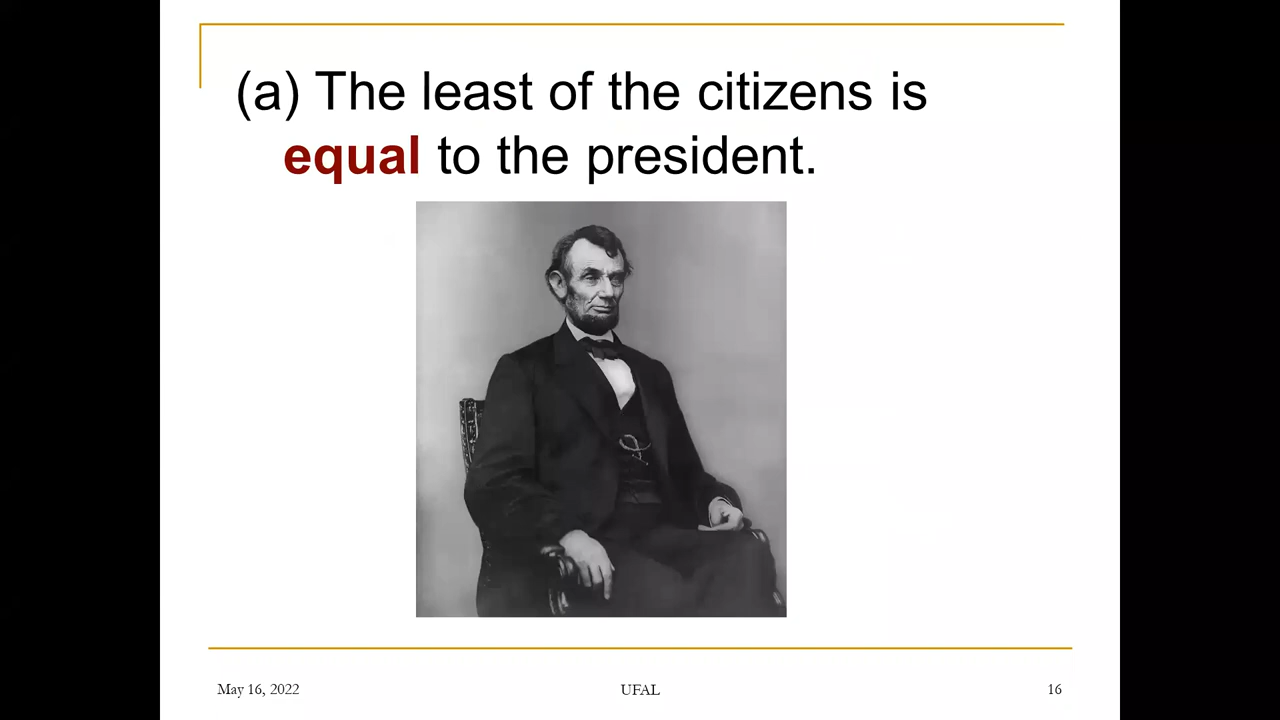 (a) The least of the citizens is
equal to the president.
May 16, 2022
UFAL
16